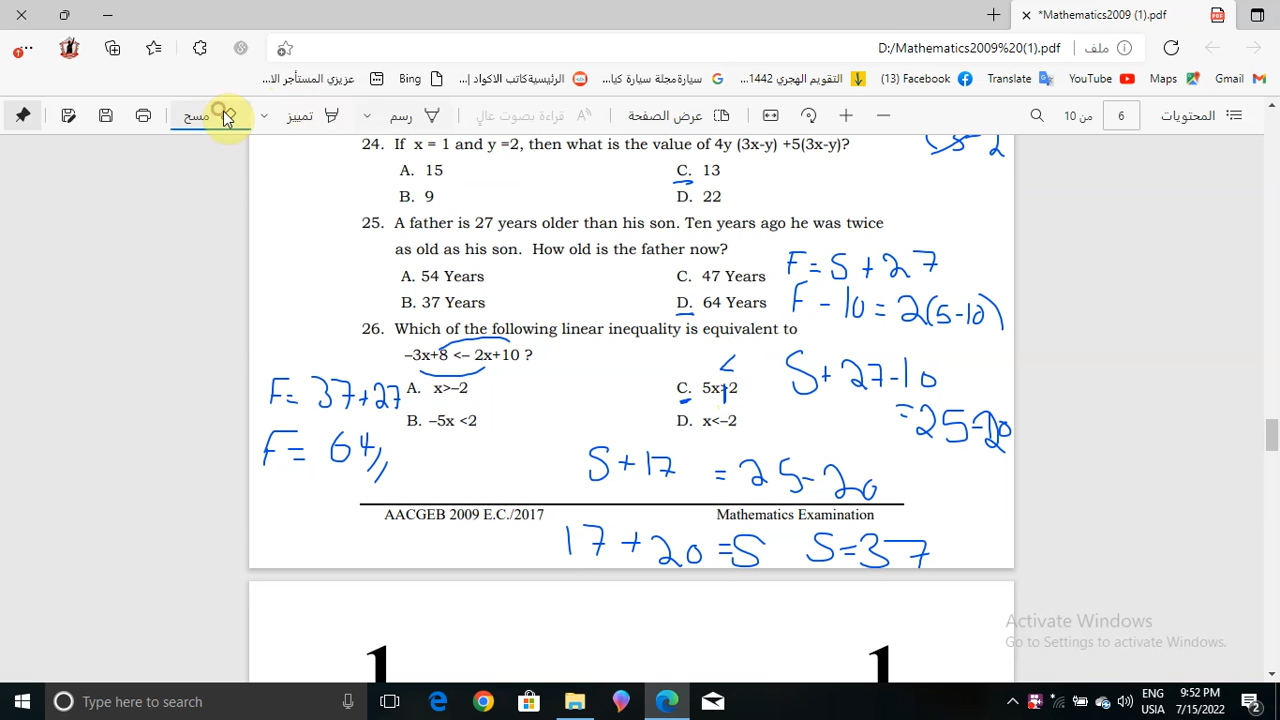 *Mathematics2009 (1).pdf
D:/Mathematics2009%20(1).pdf
ملف
عزيزي المستأجر الا...
Bing
الرئيسيةكاتب الاكواد | ...
سيارةمجلة سيارة كيا...
التقويم الهجري 1442...
(13) Facebook
Translate
YouTube
Maps
Gmail
مسح
تمييز
رسم
قراءة بصوت عالٍ
عرض الصفحة
6
من 10
المحتويات
24. If x = 1 and y =2, then what is the value of 4y (3x-y) +5(3x-y)?
A. 15
C. 13
B. 9
D. 22
25. A father is 27 years older than his son. Ten years ago he was twice
as old as his son. How old is the father now?
A. 54 Years
C. 47 Years
B. 37 Years
D. 64 Years
F = S + 27
F - 10 = 2(S-10)
26. Which of the following linear inequality is equivalent to
–3x+8 <– 2x+10 ?
<
A. x>–2
B. –5x <2
D. x<–2
S + 27 - 10
= 2S - 20
F = 37 + 27
F = 64
S + 17 = 2S - 20
AACGEB 2009 E.C./2017
Mathematics Examination
17 + 20 = S S = 37
1
1
Activate Windows
Go to Settings to activate Windows.
Type here to search
ENG
USIA
9:52 PM
7/15/2022
2